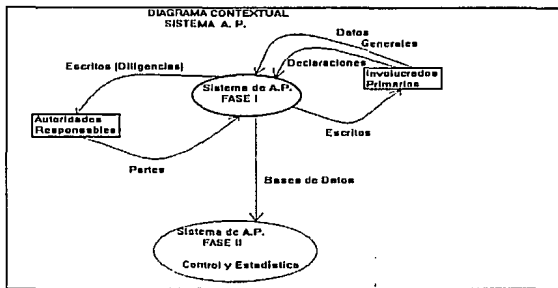 DIAGRAMA CONTEXTUAL
SISTEMA A. P.
Datos
Generales
Declaraciones
Escritos (Diligencias)
Involucrados
Primarios
Sistema de A.P.
FASE I
Autoridades
Responsables
Escritos
Partes
Bases de Datos
Sistema de A.P.
FASE II
Control y Estadística